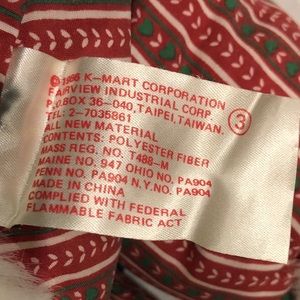 ©1986 K-MART CORPORATION
FAIRVIEW INDUSTRIAL CORP.
P.O.BOX 36-040, TAIPEI, TAIWAN.
TEL: 2-7035861
ALL NEW MATERIAL
CONTENTS: POLYESTER FIBER
MASS REG. NO. T488-M
MAINE NO. 947 OHIO NO. PA904
PENN NO. PA904 N.Y.NO. PA904
MADE IN CHINA
COMPLIED WITH FEDERAL
FLAMMABLE FABRIC ACT
3